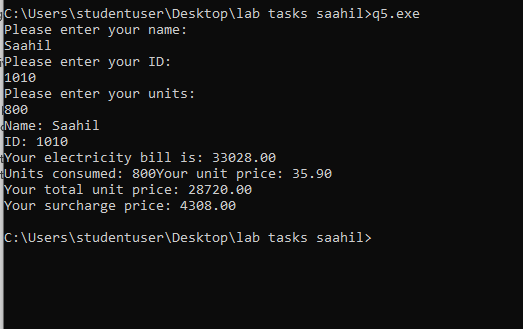 C:\Users\studentuser\Desktop\lab tasks saahil>q5.exe
Please enter your name:
Saahil
Please enter your ID:
1010
Please enter your units:
800
Name: Saahil
ID: 1010
Your electricity bill is: 33028.00
Units consumed: 800Your unit price: 35.90
Your total unit price: 28720.00
Your surcharge price: 4308.00
C:\Users\studentuser\Desktop\lab tasks saahil>